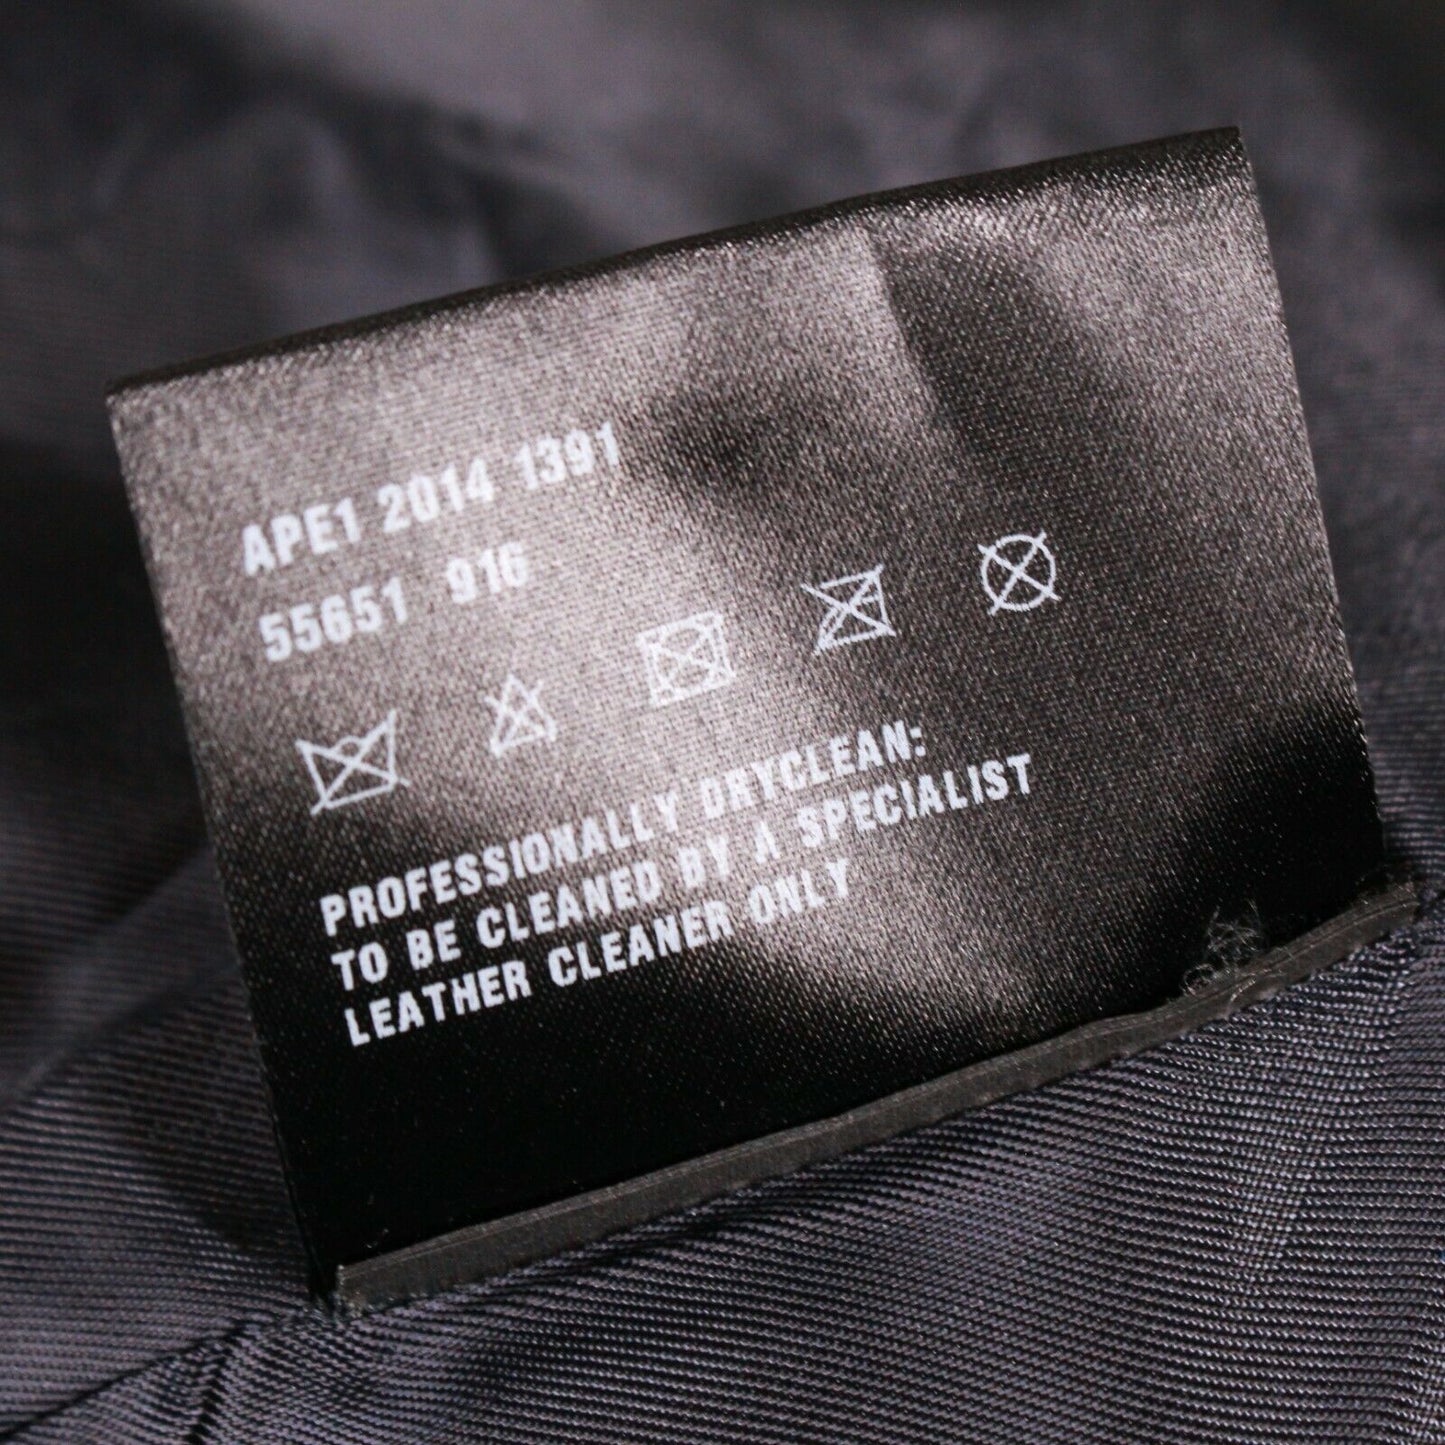 APE1 2014 1391
55651 916
PROFESSIONALLY DRYCLEAN:
TO BE CLEANED BY A SPECIALIST
LEATHER CLEANER ONLY